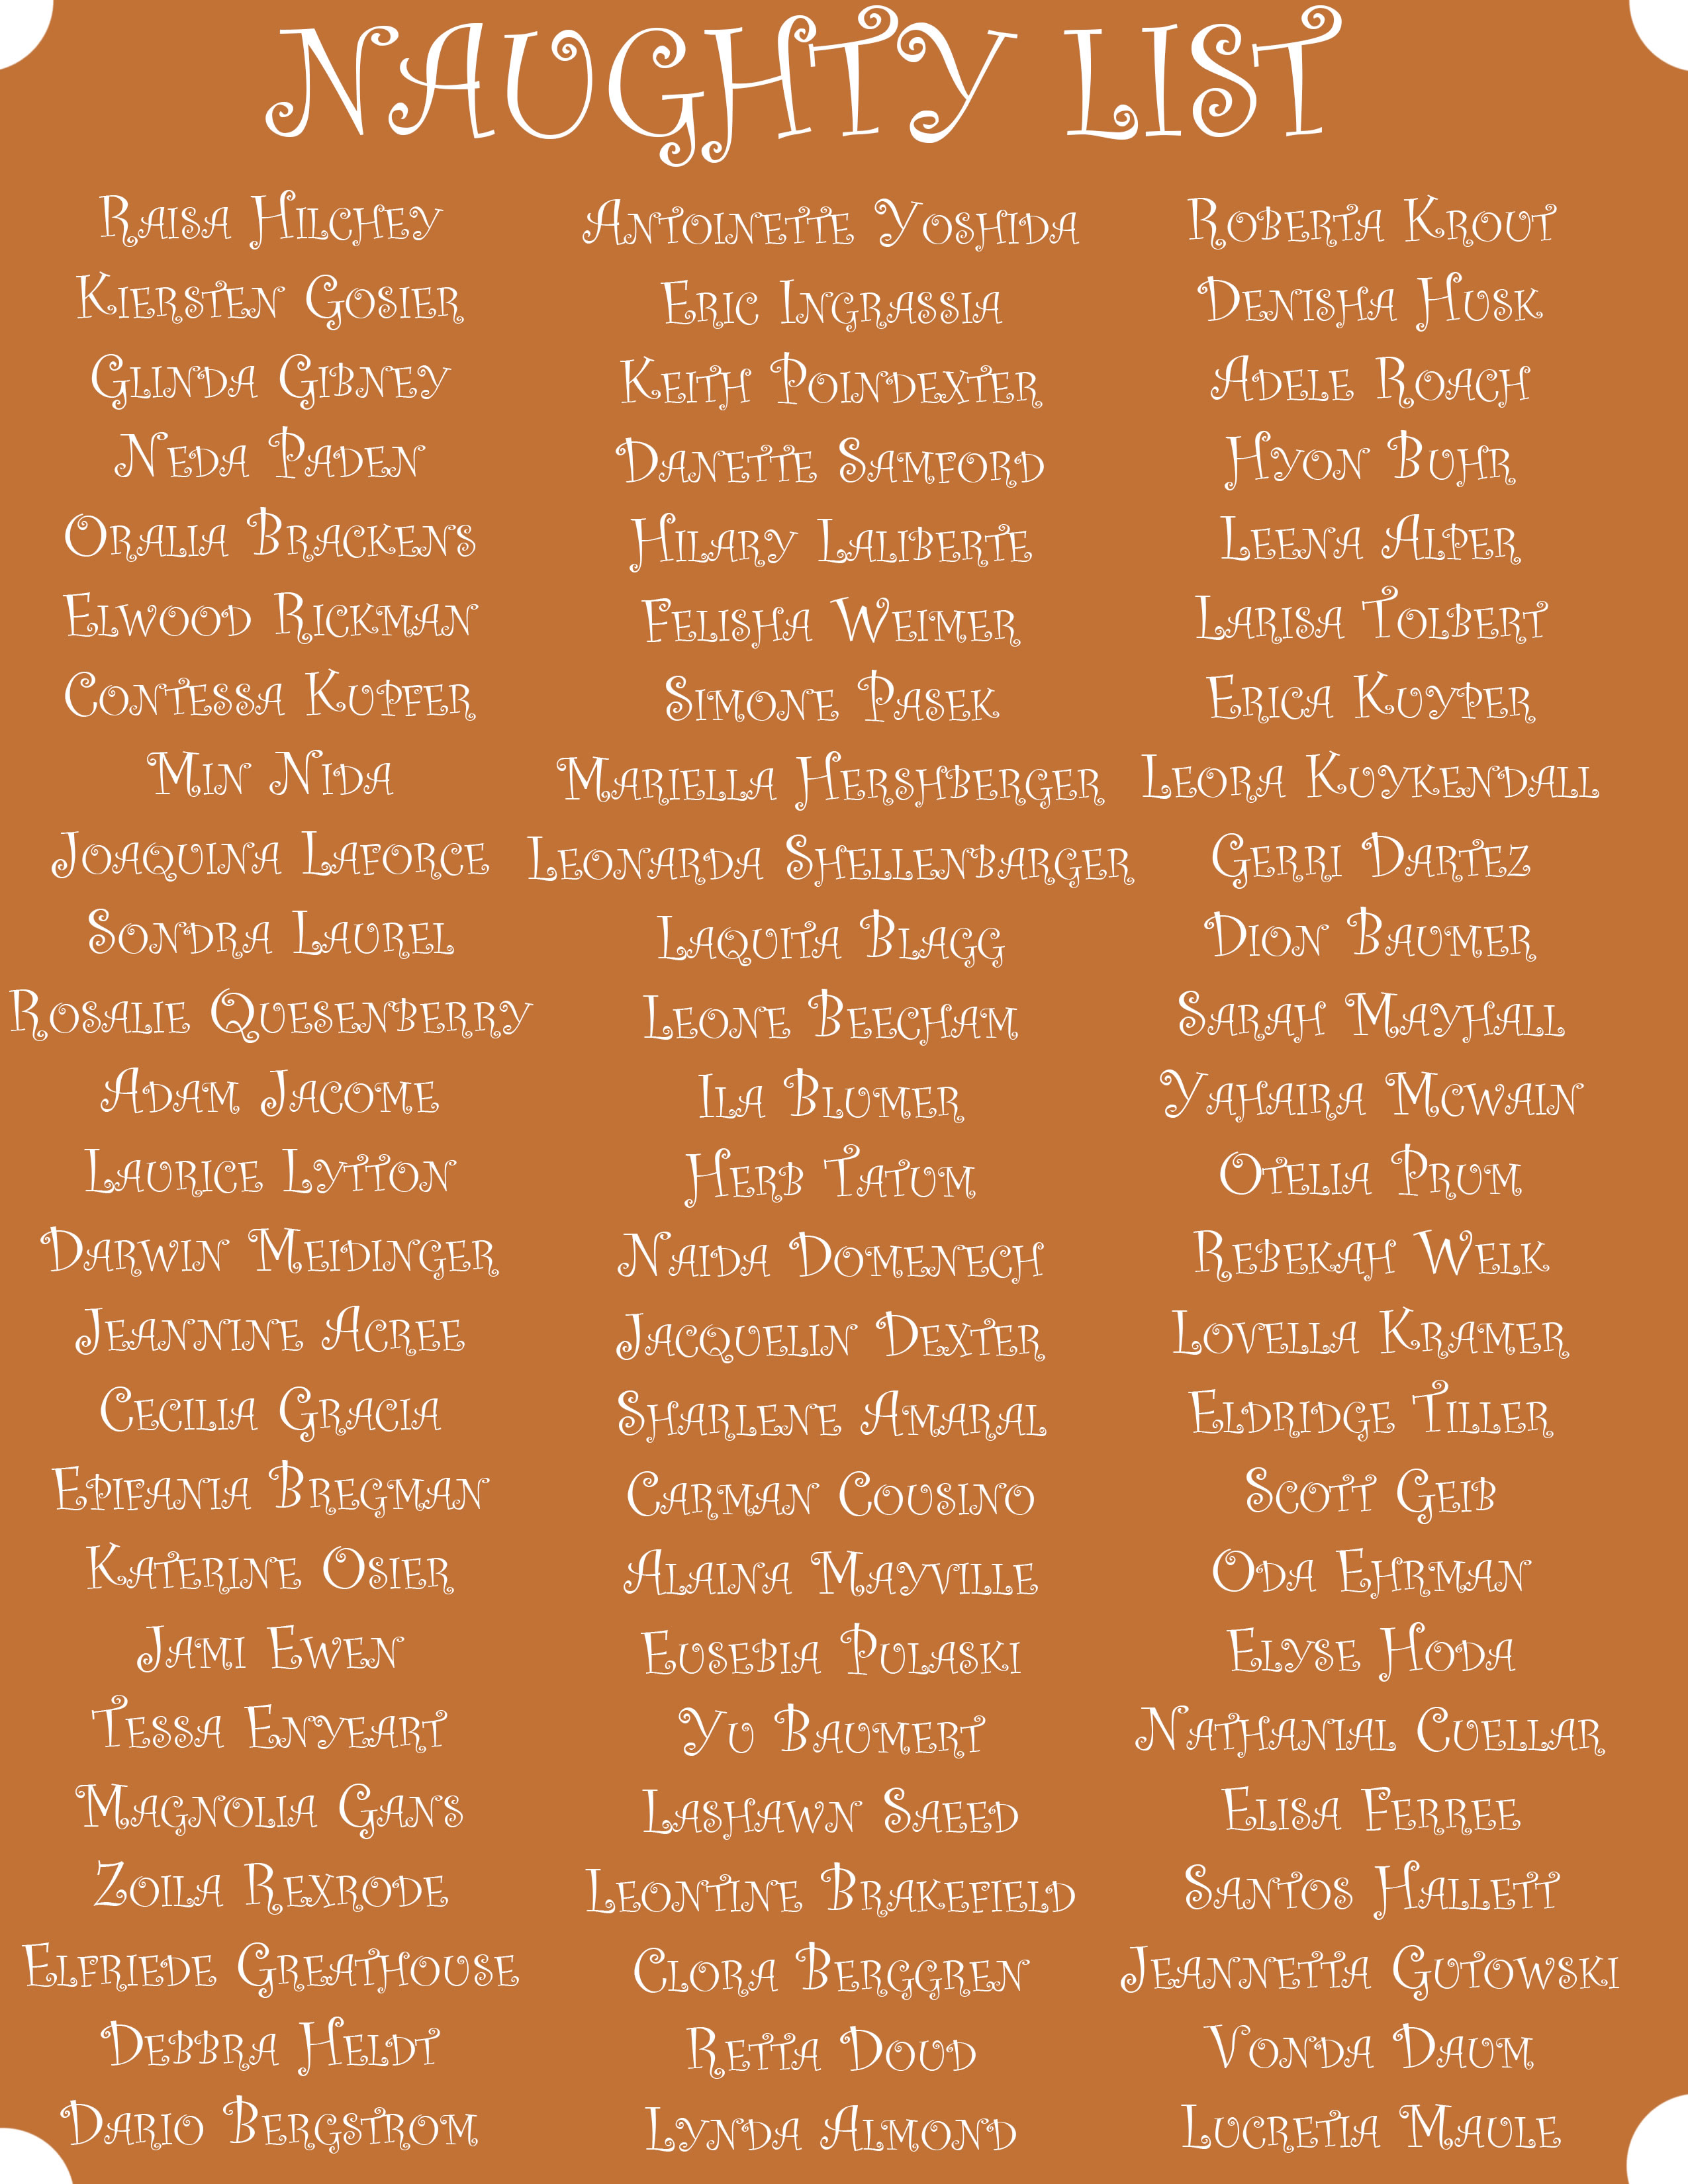 NAUGHTY LIST
RAISA HILCHEY
KIERSTEN GOSIER
GLINDA GIBNEY
NEDA PADEN
ORALIA BRACKENS
ELWOOD RICKMAN
CONTESSA KUPFER
MIN NIDA
JOAQUINA LAFORCE
SONDRA LAUREL
ROSALIE QUESENBERRY
ADAM JACOME
LAURICE LYTTON
DARWIN MEIDINGER
JEANNINE ACREE
CECILIA GRACIA
EPIFANIA BREGMAN
KATERINE OSIER
JAMI EWEN
TESSA ENYEART
MAGNOLIA GANS
ZOILA REXRODE
ELFRIEDE GREATHOUSE
DEBBRA HELDT
DARIO BERGSTROM
ANTOINETTE YOSHIDA
ERIC INGRASSIA
KEITH POINDEXTER
DANETTE SAMFORD
HILARY LALIBERTE
FELISHA WEIMER
SIMONE PASEK
MARIELLA HERSHBERGER
LEONARDA SHELLENBARGER
LAQUITA BLAGG
LEONE BEECHAM
ILA BLUMER
HERB TATUM
NAIDA DOMENECH
JACQUELIN DEXTER
SHARLENE AMARAL
CARMAN COUSINO
ALAINA MAYVILLE
EUSEBIA PULASKI
YU BAUMERT
LASHAWN SAEED
LEONTINE BRAKEFIELD
CLORA BERGGREN
RETTA DOUD
LYNDA ALMOND
ROBERTA KROUT
DENISHA HUSK
ADELE ROACH
HYON BUHR
LEENA ALPER
LARISA TOLBERT
ERICA KUYPER
LEORA KUYKENDALL
GERRI DARTEZ
DION BAUMER
SARAH MAYHALL
YAHAIRA MCWAIN
OTELIA PRUM
REBEKAH WELK
LOVELLA KRAMER
ELDRIDGE TILLER
SCOTT GEIB
ODA EHRMAN
ELYSE HODA
NATHANIAL CUELLAR
ELISA FERREE
SANTOS HALLETT
JEANNETTA GUTOWSKI
VONDA DAUM
LUCRETIA MAULE